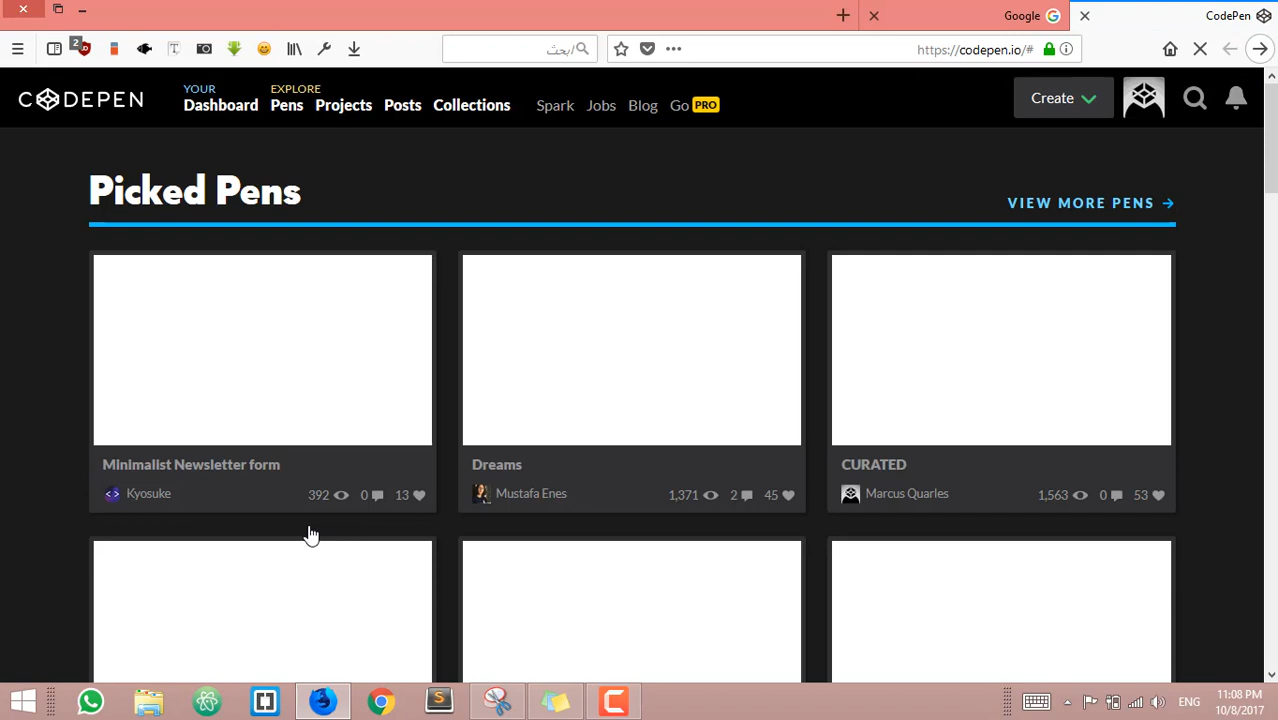 Google
CodePen
2
ابحث
https://codepen.io/#
CODEPEN
YOUR
Dashboard
EXPLORE
Pens Projects Posts Collections
Spark Jobs Blog Go PRO
Create
Picked Pens
VIEW MORE PENS →
Minimalist Newsletter form
Kyosuke 392 0 13
Dreams
Mustafa Enes 1,371 2 45
CURATED
Marcus Quarles 1,563 0 53
ENG
11:08 PM
10/8/2017